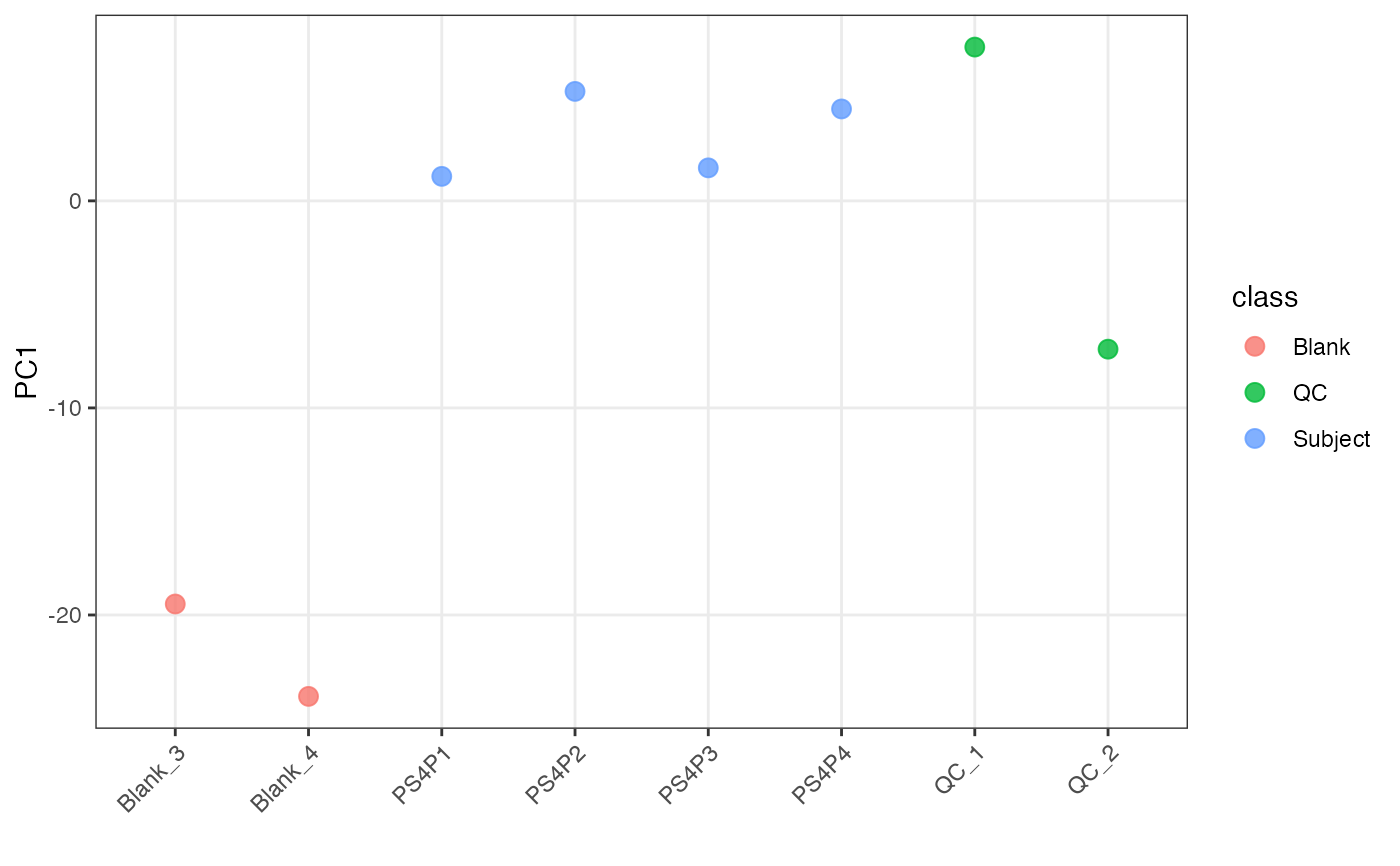 PC1
0
-10
-20
Blank_3
Blank_4
PS4P1
PS4P2
PS4P3
PS4P4
QC_1
QC_2
class
Blank
QC
Subject